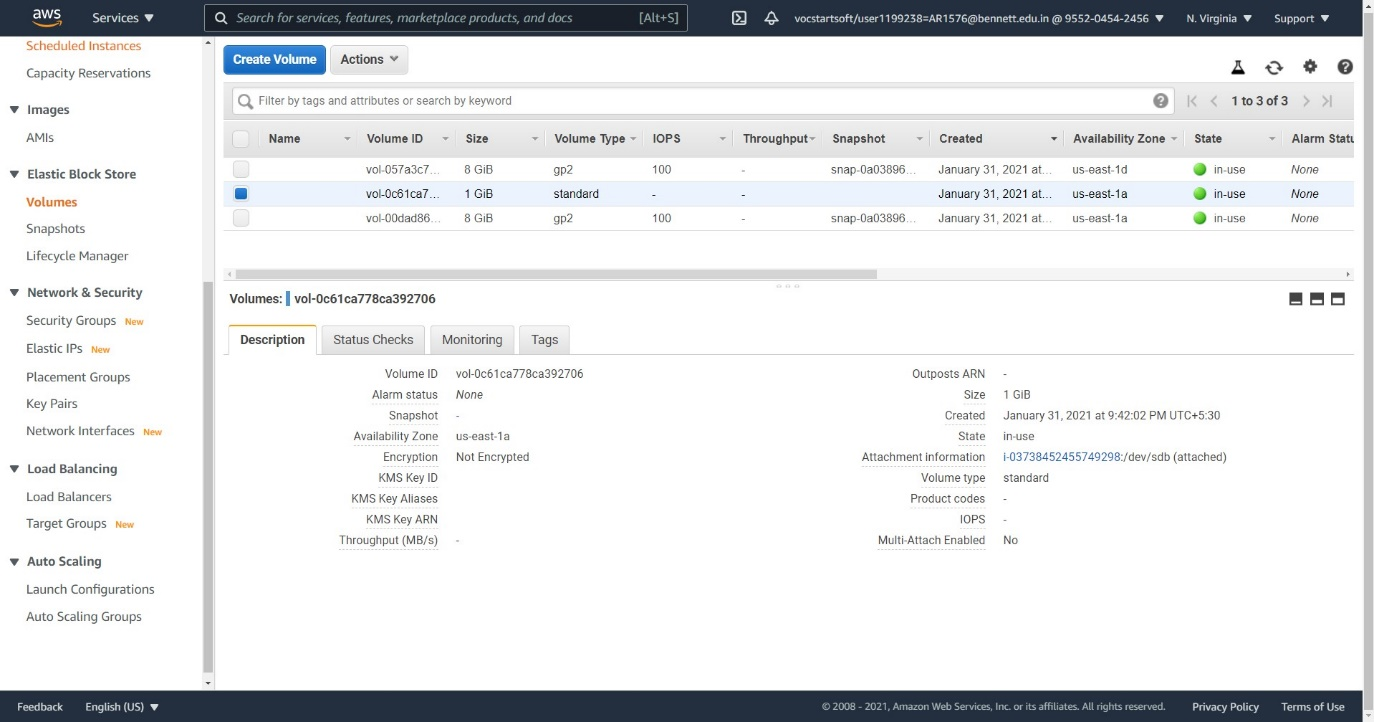 aws Services Search for services, features, marketplace products, and docs [Alt+S] vocstartsoft/user1199238=AR1576@bennett.edu.in @ 9552-0454-2456 N. Virginia Support
Scheduled Instances
Capacity Reservations
Images
AMIs
Elastic Block Store
Volumes
Snapshots
Lifecycle Manager
Network & Security
Security Groups New
Elastic IPs New
Placement Groups
Key Pairs
Network Interfaces New
Load Balancing
Load Balancers
Target Groups New
Auto Scaling
Launch Configurations
Auto Scaling Groups
Create Volume Actions
Filter by tags and attributes or search by keyword 1 to 3 of 3
Name Volume ID Size Volume Type IOPS Throughput Snapshot Created Availability Zone State Alarm Statu
vol-057a3c7... 8 GiB gp2 100 - snap-0a03896... January 31, 2021 at... us-east-1d in-use None
vol-0c61ca7... 1 GiB standard - - January 31, 2021 at... us-east-1a in-use None
vol-00dad86... 8 GiB gp2 100 - snap-0a03896... January 31, 2021 at... us-east-1a in-use None
Volumes: vol-0c61ca778ca392706
Description Status Checks Monitoring Tags
Volume ID vol-0c61ca778ca392706
Alarm status None
Snapshot -
Availability Zone us-east-1a
Encryption Not Encrypted
KMS Key ID
KMS Key Aliases
KMS Key ARN
Throughput (MB/s) -
Outposts ARN -
Size 1 GiB
Created January 31, 2021 at 9:42:02 PM UTC+5:30
State in-use
Attachment information i-03738452455749298:/dev/sdb (attached)
Volume type standard
Product codes -
IOPS -
Multi-Attach Enabled No
Feedback English (US) © 2008 - 2021, Amazon Web Services, Inc. or its affiliates. All rights reserved. Privacy Policy Terms of Use